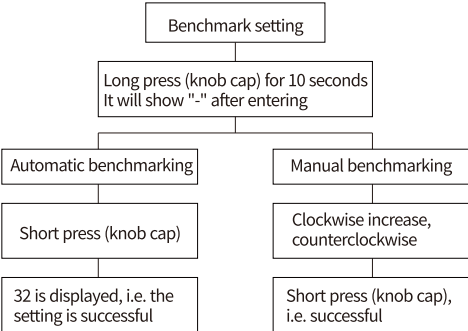 Benchmark setting
Long press (knob cap) for 10 seconds
It will show "-" after entering
Automatic benchmarking
Manual benchmarking
Short press (knob cap)
Clockwise increase,
counterclockwise
32 is displayed, i.e. the
setting is successful
Short press (knob cap),
i.e. successful